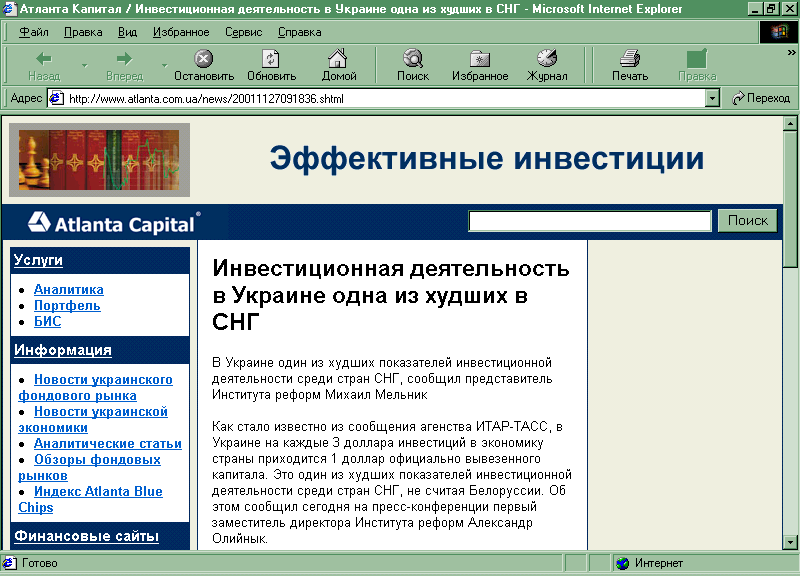 Атланта Капитал / Инвестиционная деятельность в Украине одна из худших в СНГ - Microsoft Internet Explorer
Файл Правка Вид Избранное Сервис Справка
Назад Вперед Остановить Обновить Домой Поиск Избранное Журнал Печать Правка
Адрес http://www.atlanta.com.ua/news/20011127091836.shtml Переход
Эффективные инвестиции
Atlanta Capital® Поиск
Услуги
Аналитика
Портфель
БИС
Информация
Новости украинского
фондового рынка
Новости украинской
экономики
Аналитические статьи
Обзоры фондовых
рынков
Индекс Atlanta Blue
Chips
Финансовые сайты
Инвестиционная деятельность
в Украине одна из худших в
СНГ
В Украине один из худших показателей инвестиционной
деятельности среди стран СНГ, сообщил представитель
Института реформ Михаил Мельник
Как стало известно из сообщения агенства ИТАР-ТАСС, в
Украине на каждые 3 доллара инвестиций в экономику
страны приходится 1 доллар официально вывезенного
капитала. Это один из худших показателей инвестиционной
деятельности среди стран СНГ, не считая Белоруссии. Об
этом сообщил сегодня на пресс-конференции первый
заместитель директора Института реформ Александр
Олийнык.
Готово Интернет